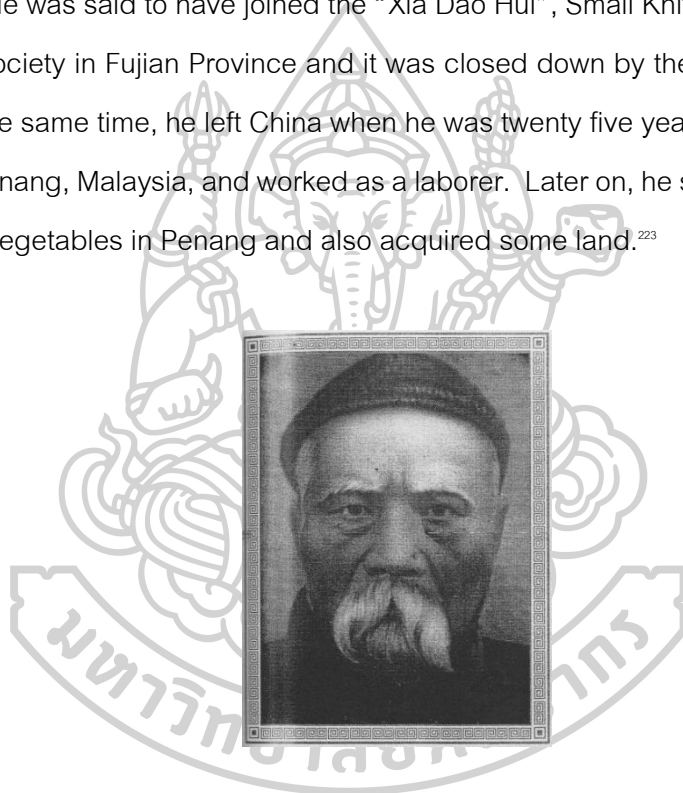 He was said to have joined the “Xia Dao Hui”, Small Kni
ociety in Fujian Province and it was closed down by the
e same time, he left China when he was twenty five yea
nang, Malaysia, and worked as a laborer. Later on, he s
egetables in Penang and also acquired some land.223